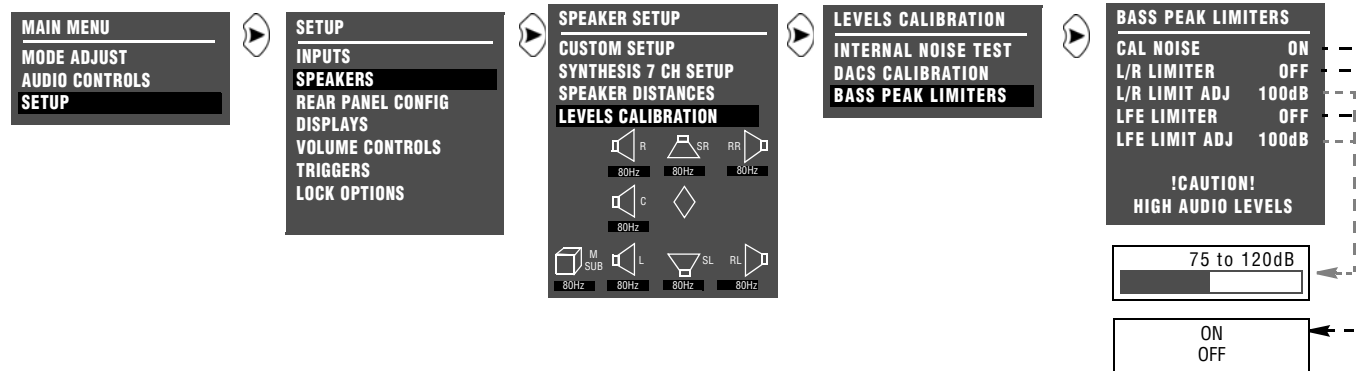 MAIN MENU
MODE ADJUST
AUDIO CONTROLS
SETUP
SETUP
INPUTS
SPEAKERS
REAR PANEL CONFIG
DISPLAYS
VOLUME CONTROLS
TRIGGERS
LOCK OPTIONS
SPEAKER SETUP
CUSTOM SETUP
SYNTHESIS 7 CH SETUP
SPEAKER DISTANCES
LEVELS CALIBRATION
R SR RR
80Hz 80Hz 80Hz
C
80Hz
M
SUB L SL RL
80Hz 80Hz 80Hz 80Hz
LEVELS CALIBRATION
INTERNAL NOISE TEST
DACS CALIBRATION
BASS PEAK LIMITERS
BASS PEAK LIMITERS
CAL NOISE ON
L/R LIMITER OFF
L/R LIMIT ADJ 100dB
LFE LIMITER OFF
LFE LIMIT ADJ 100dB
!CAUTION!
HIGH AUDIO LEVELS
75 to 120dB
ON
OFF